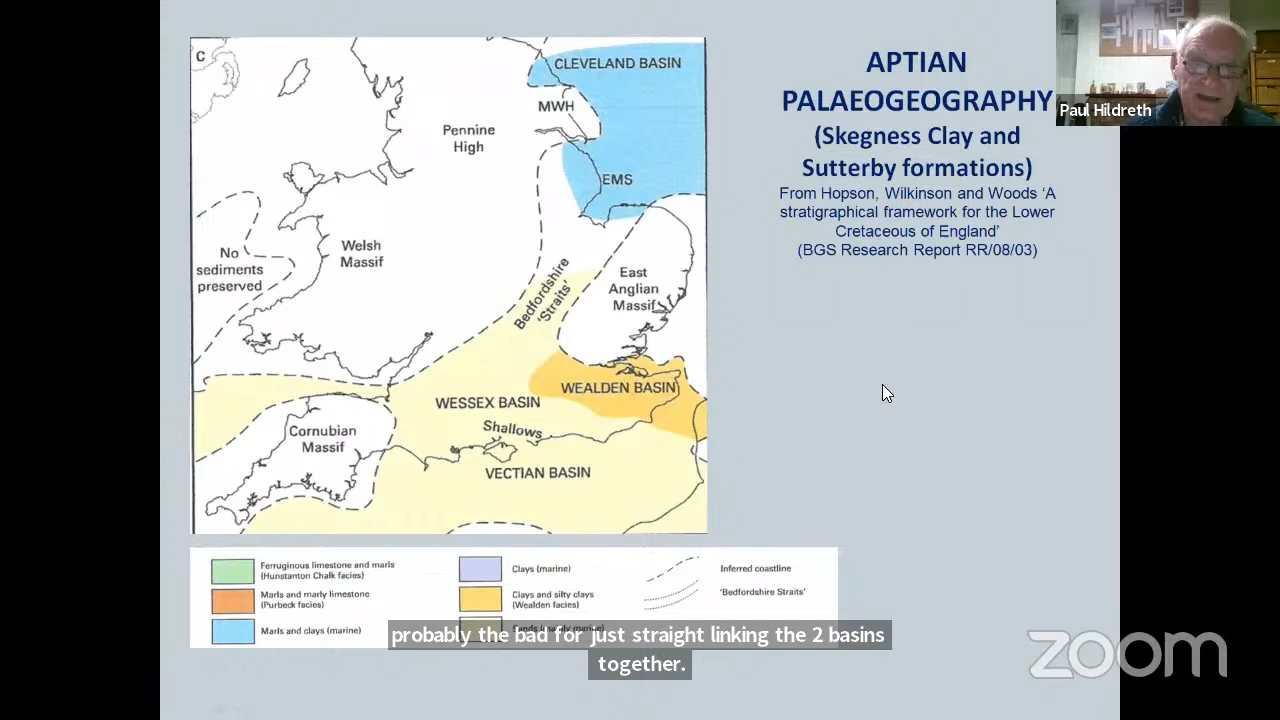 C
CLEVELAND BASIN
MWH
Pennine
High
EMS
Welsh
Massif
No
sediments
preserved
East
Anglian
Massif
Bedfordshire
'Straits'
WEALDEN BASIN
WESSEX BASIN
Shallows
Cornubian
Massif
VECTIAN BASIN
APTIAN
PALAEOGEOGRAPHY
(Skegness Clay and
Sutterby formations)
From Hopson, Wilkinson and Woods 'A
stratigraphical framework for the Lower
Cretaceous of England'
(BGS Research Report RR/08/03)
Paul Hildreth
Ferruginous limestone and marls
(Hunstanton Chalk facies)
Marls and marly limestone
(Purbeck facies)
Marls and clays (marine)
Clays (marine)
Clays and silty clays
(Wealden facies)
Inferred coastline
'Bedfordshire Straits'
probably the bad for just straight linking the 2 basins
together.
zoom